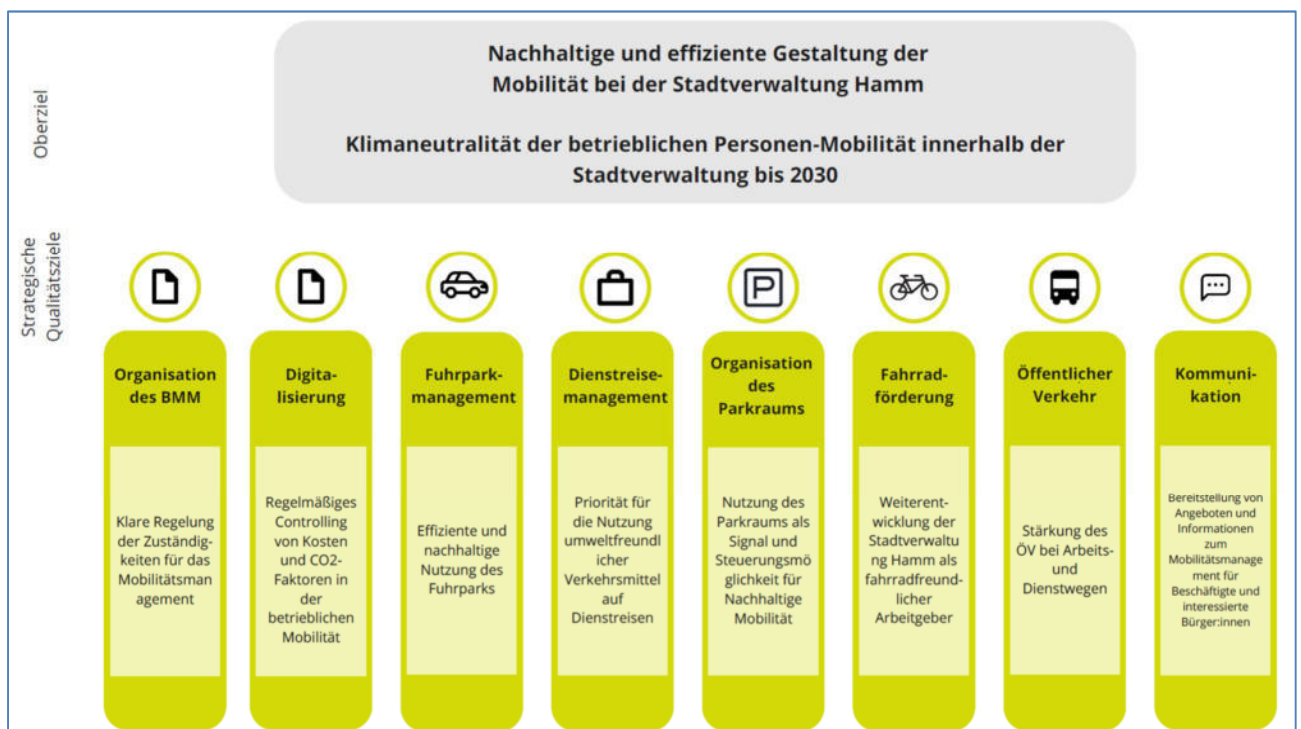 Oberziel
Nachhaltige und effiziente Gestaltung der
Mobilität bei der Stadtverwaltung Hamm
Klimaneutralität der betrieblichen Personen-Mobilität innerhalb der
Stadtverwaltung bis 2030
Strategische
Qualitätsziele
Organisation
des BMM
Klare Regelung
der Zuständig-
keiten für das
Mobilitätsman
agement
Digita-
lisierung
Regelmäßiges
Controlling
von Kosten
und CO2-
Faktoren in
der
betrieblichen
Mobilität
Fuhrpark-
management
Effiziente und
nachhaltige
Nutzung des
Fuhrparks
Dienstreise-
management
Priorität für
die Nutzung
umweltfreundl
icher
Verkehrsmittel
auf
Dienstreisen
P
Organisation
des
Parkraums
Nutzung des
Parkraums als
Signal und
Steuerungsmö
glichkeit für
Nachhaltige
Mobilität
Fahrrad-
förderung
Weiterent-
wicklung der
Stadtverwaltu
ng Hamm als
fahrradfreund-
licher
Arbeitgeber
Öffentlicher
Verkehr
Stärkung des
ÖV bei Arbeits-
und
Dienstwegen
Kommuni-
kation
Bereitstellung von
Angeboten und
Informationen
zum
Mobilitätsmanage
ment für
Beschäftigte und
interessierte
Bürger:innen